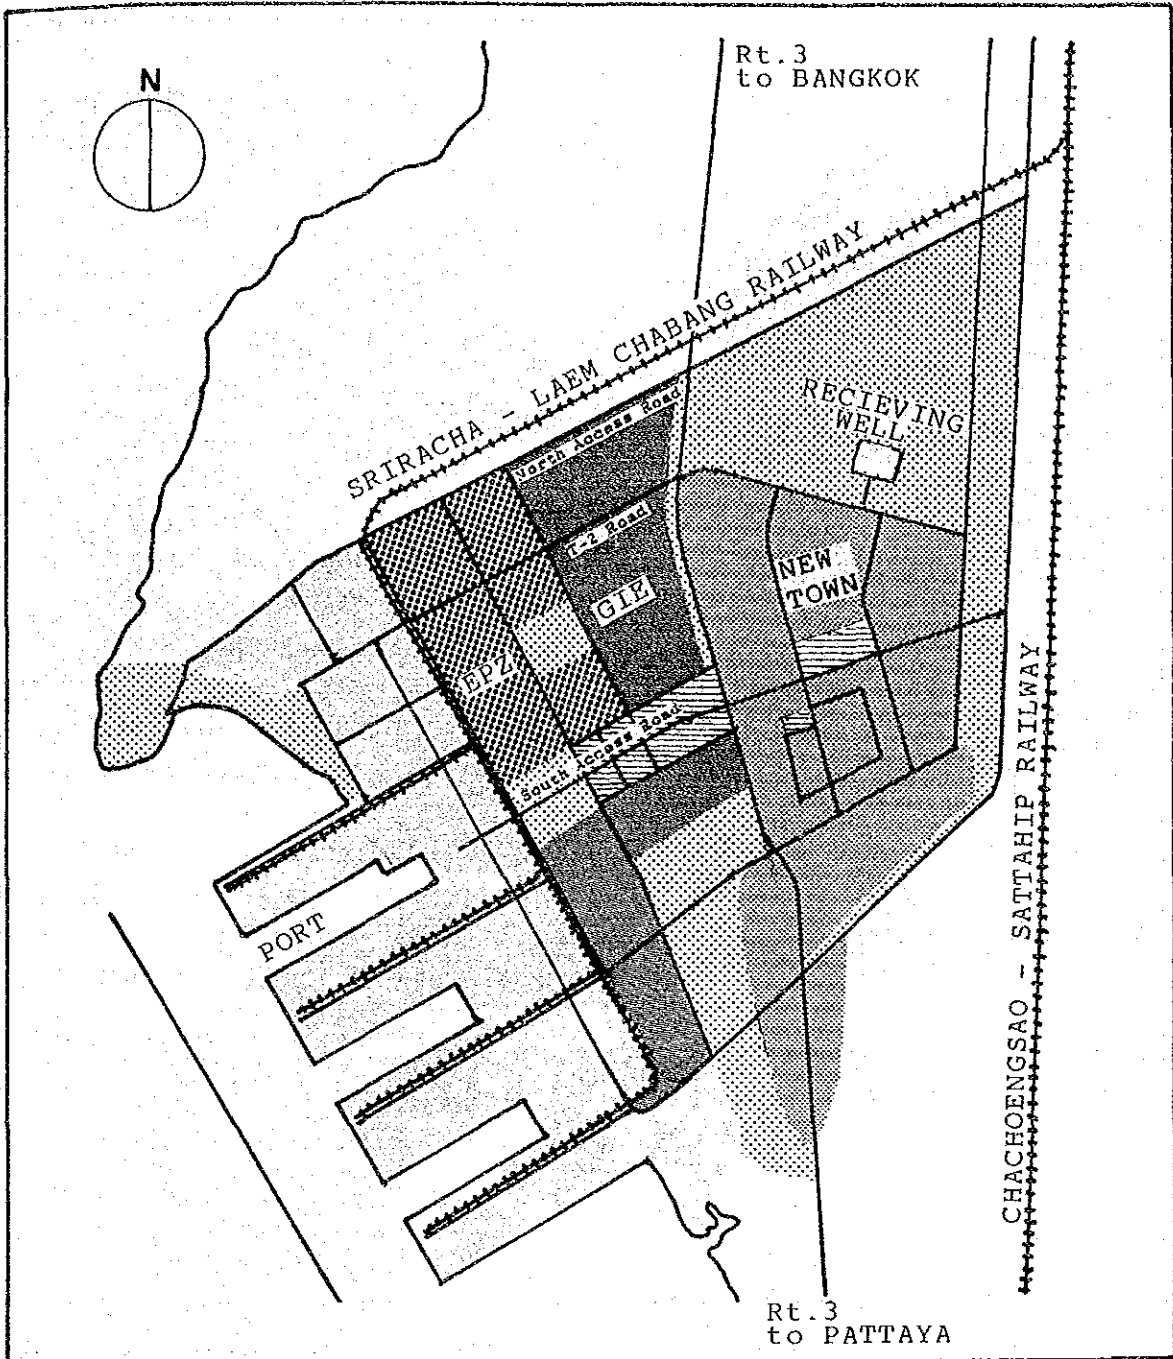 N
Rt.3
to BANGKOK
SRIRACHA - LAEM CHABANG RAILWAY
North Access Road
RECIEVING
WELL
I-2 Road
NEW
TOWN
GIE
EPZ
South Access Road
PORT
CHACHOENGSAO - SATTAHIP RAILWAY
Rt.3
to PATTAYA